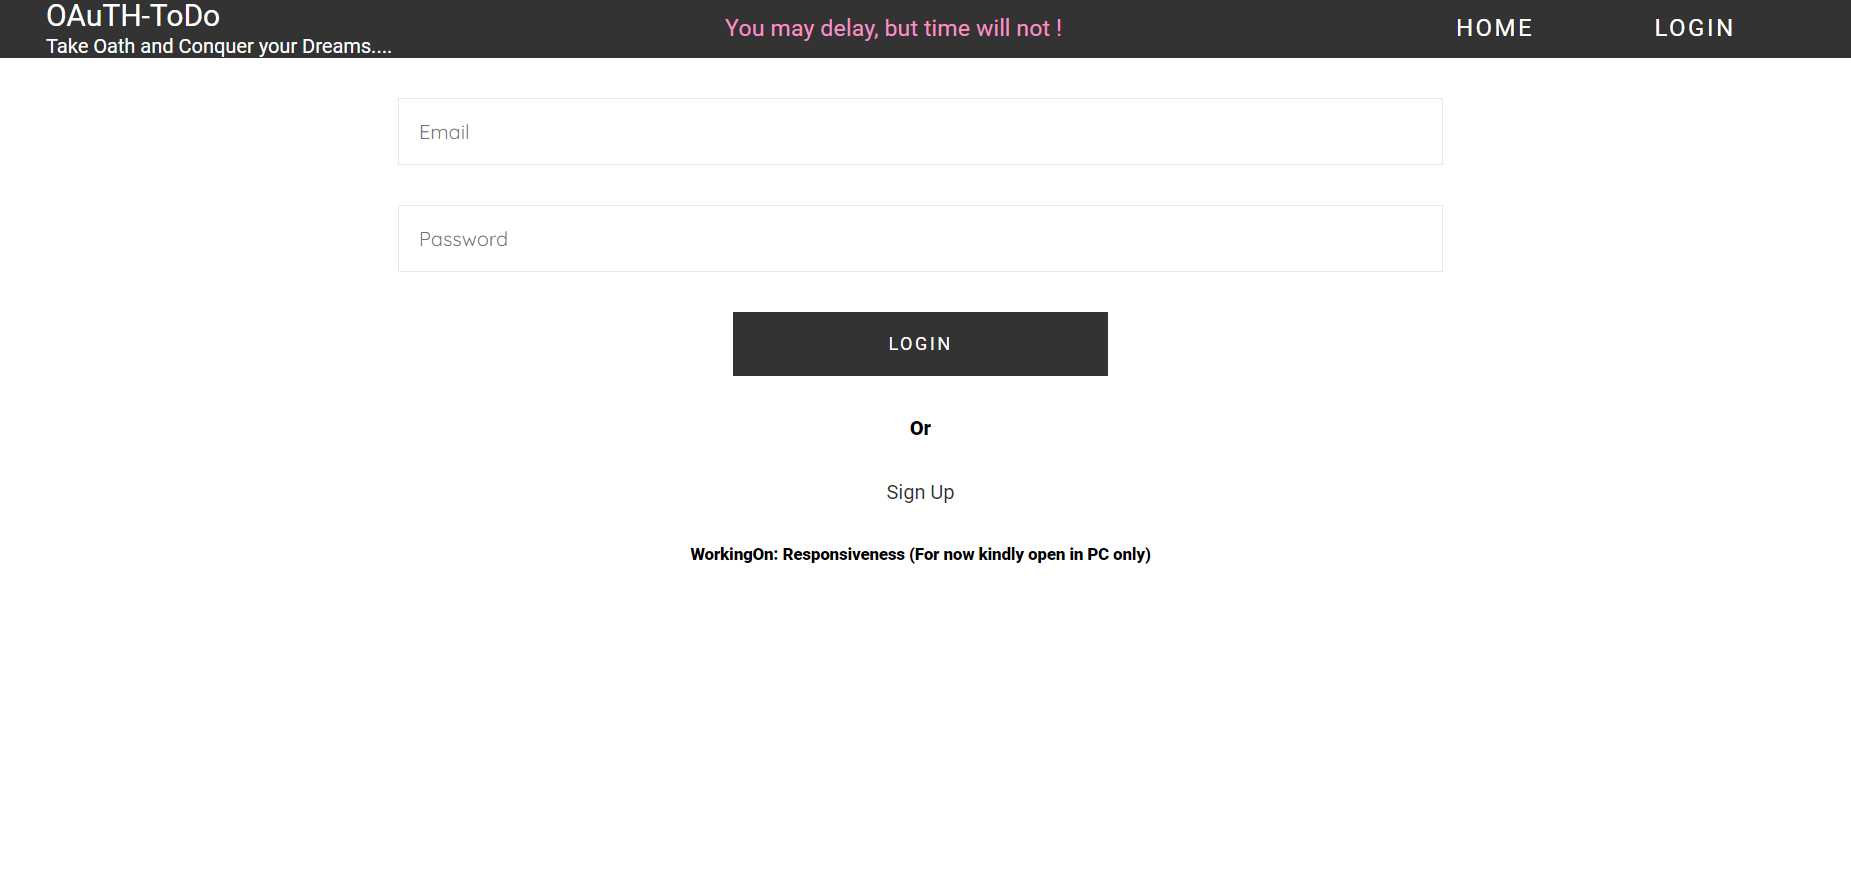 OAuTH-ToDo
Take Oath and Conquer your Dreams....
You may delay, but time will not !
HOME
LOGIN
Email
Password
LOGIN
Or
Sign Up
WorkingOn: Responsiveness (For now kindly open in PC only)